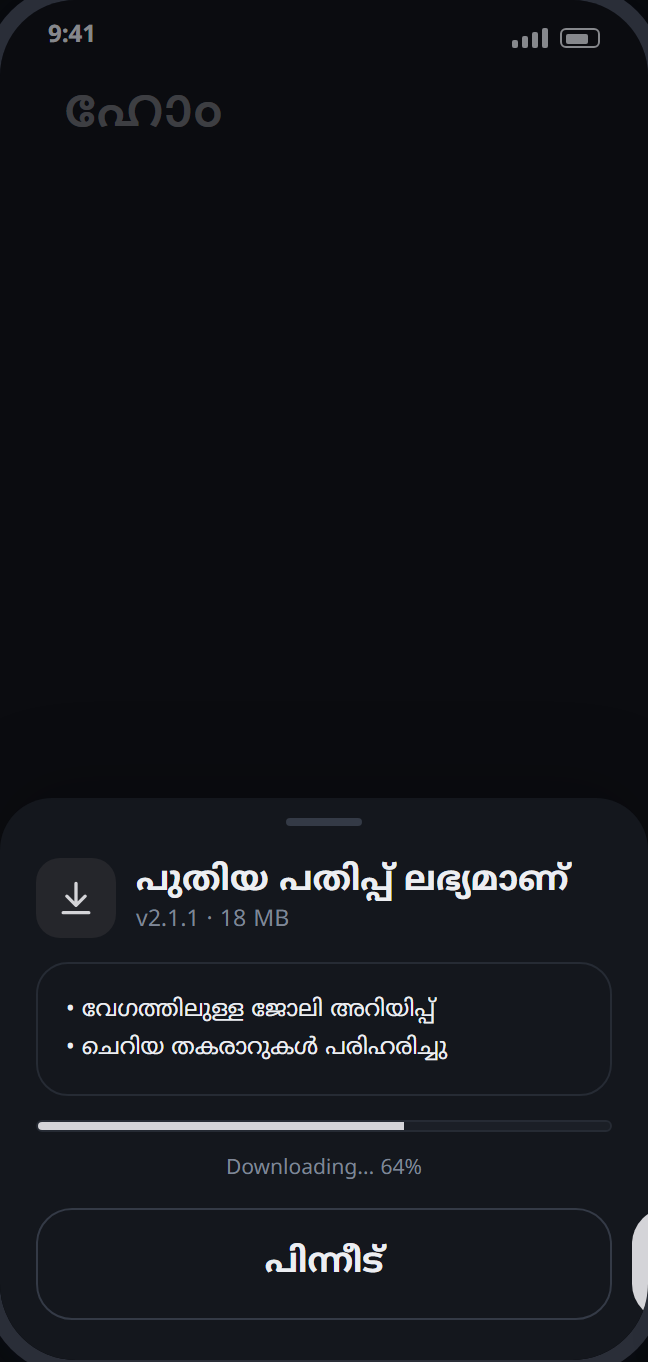 9:41
ഹോം
പുതിയ പതിപ്പ് ലഭ്യമാണ്
v2.1.1 · 18 MB
• വേഗത്തിലുള്ള ജോലി അറിയിപ്പ്
• ചെറിയ തകരാറുകൾ പരിഹരിച്ചു
Downloading… 64%
പിന്നീട്